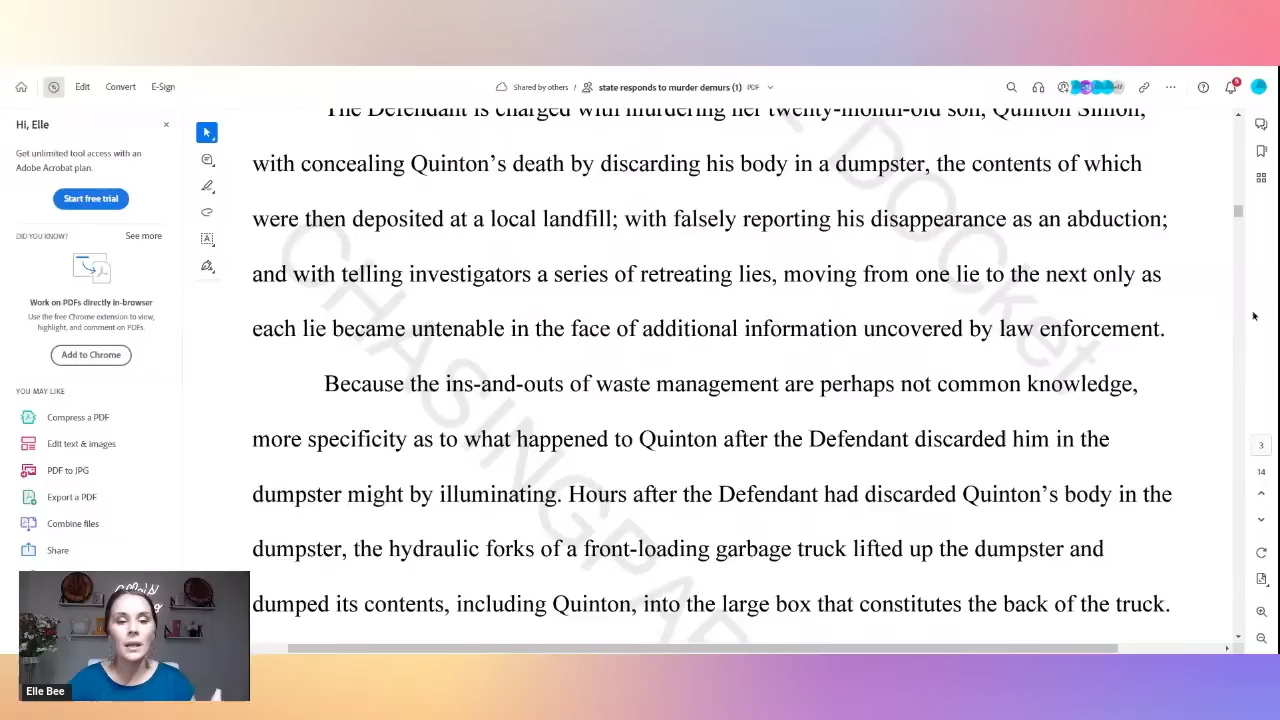 Edit
Convert
E-Sign
Shared by others / state responds to murder demurs (1) PDF
5
Hi, Elle
Get unlimited tool access with an
Adobe Acrobat plan.
Start free trial
DID YOU KNOW?
See more
Work on PDFs directly in-browser
Use the free Chrome extension to view,
highlight, and comment on PDFs.
Add to Chrome
YOU MAY LIKE
Compress a PDF
Edit text & images
PDF to JPG
Export a PDF
Combine files
Share
The Defendant is charged with murdering her twenty-month-old son, Quinton Simon,
with concealing Quinton’s death by discarding his body in a dumpster, the contents of which
were then deposited at a local landfill; with falsely reporting his disappearance as an abduction;
and with telling investigators a series of retreating lies, moving from one lie to the next only as
each lie became untenable in the face of additional information uncovered by law enforcement.
Because the ins-and-outs of waste management are perhaps not common knowledge,
more specificity as to what happened to Quinton after the Defendant discarded him in the
dumpster might by illuminating. Hours after the Defendant had discarded Quinton’s body in the
dumpster, the hydraulic forks of a front-loading garbage truck lifted up the dumpster and
dumped its contents, including Quinton, into the large box that constitutes the back of the truck.
DOCket
CHASINGPA
3
14
Elle Bee